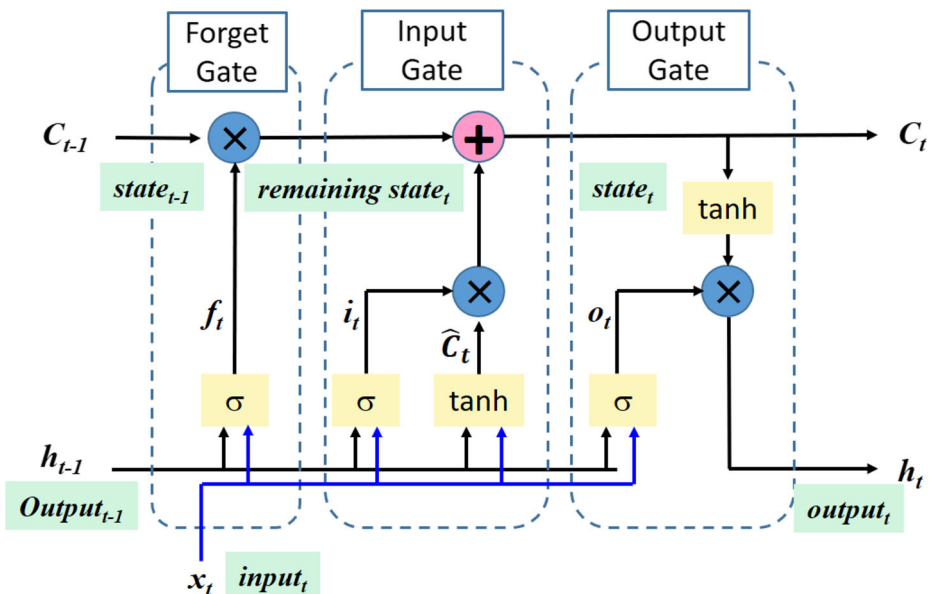 Forget
Gate
Input
Gate
Output
Gate
C_{t-1}
×
+
C_t
state_{t-1}
remaining state_t
state_t
tanh
×
×
f_t
i_t
Ĉ_t
o_t
σ
σ
tanh
σ
h_{t-1}
h_t
Output_{t-1}
output_t
x_t
input_t